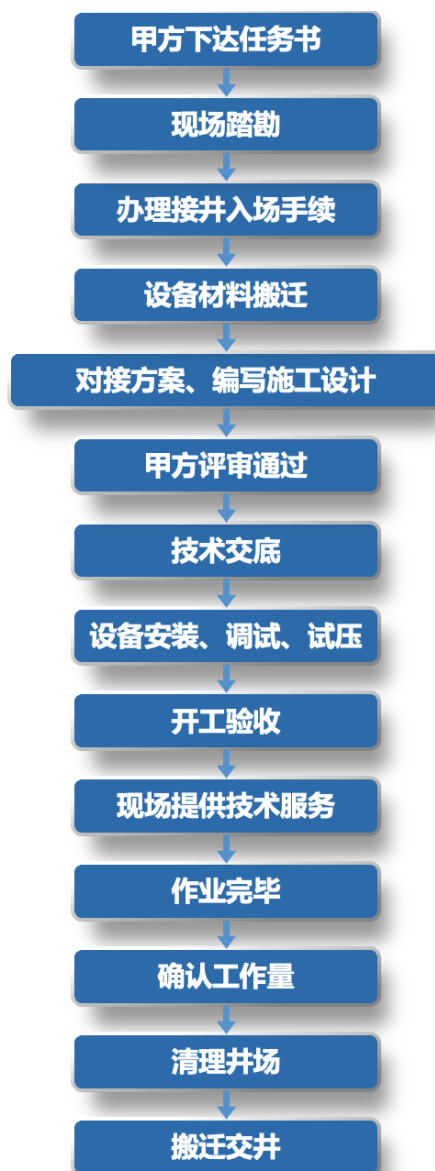 甲方下达任务书
现场踏勘
办理接井入场手续
设备材料搬迁
对接方案、编写施工设计
甲方评审通过
技术交底
设备安装、调试、试压
开工验收
现场提供技术服务
作业完毕
确认工作量
清理井场
搬迁交井